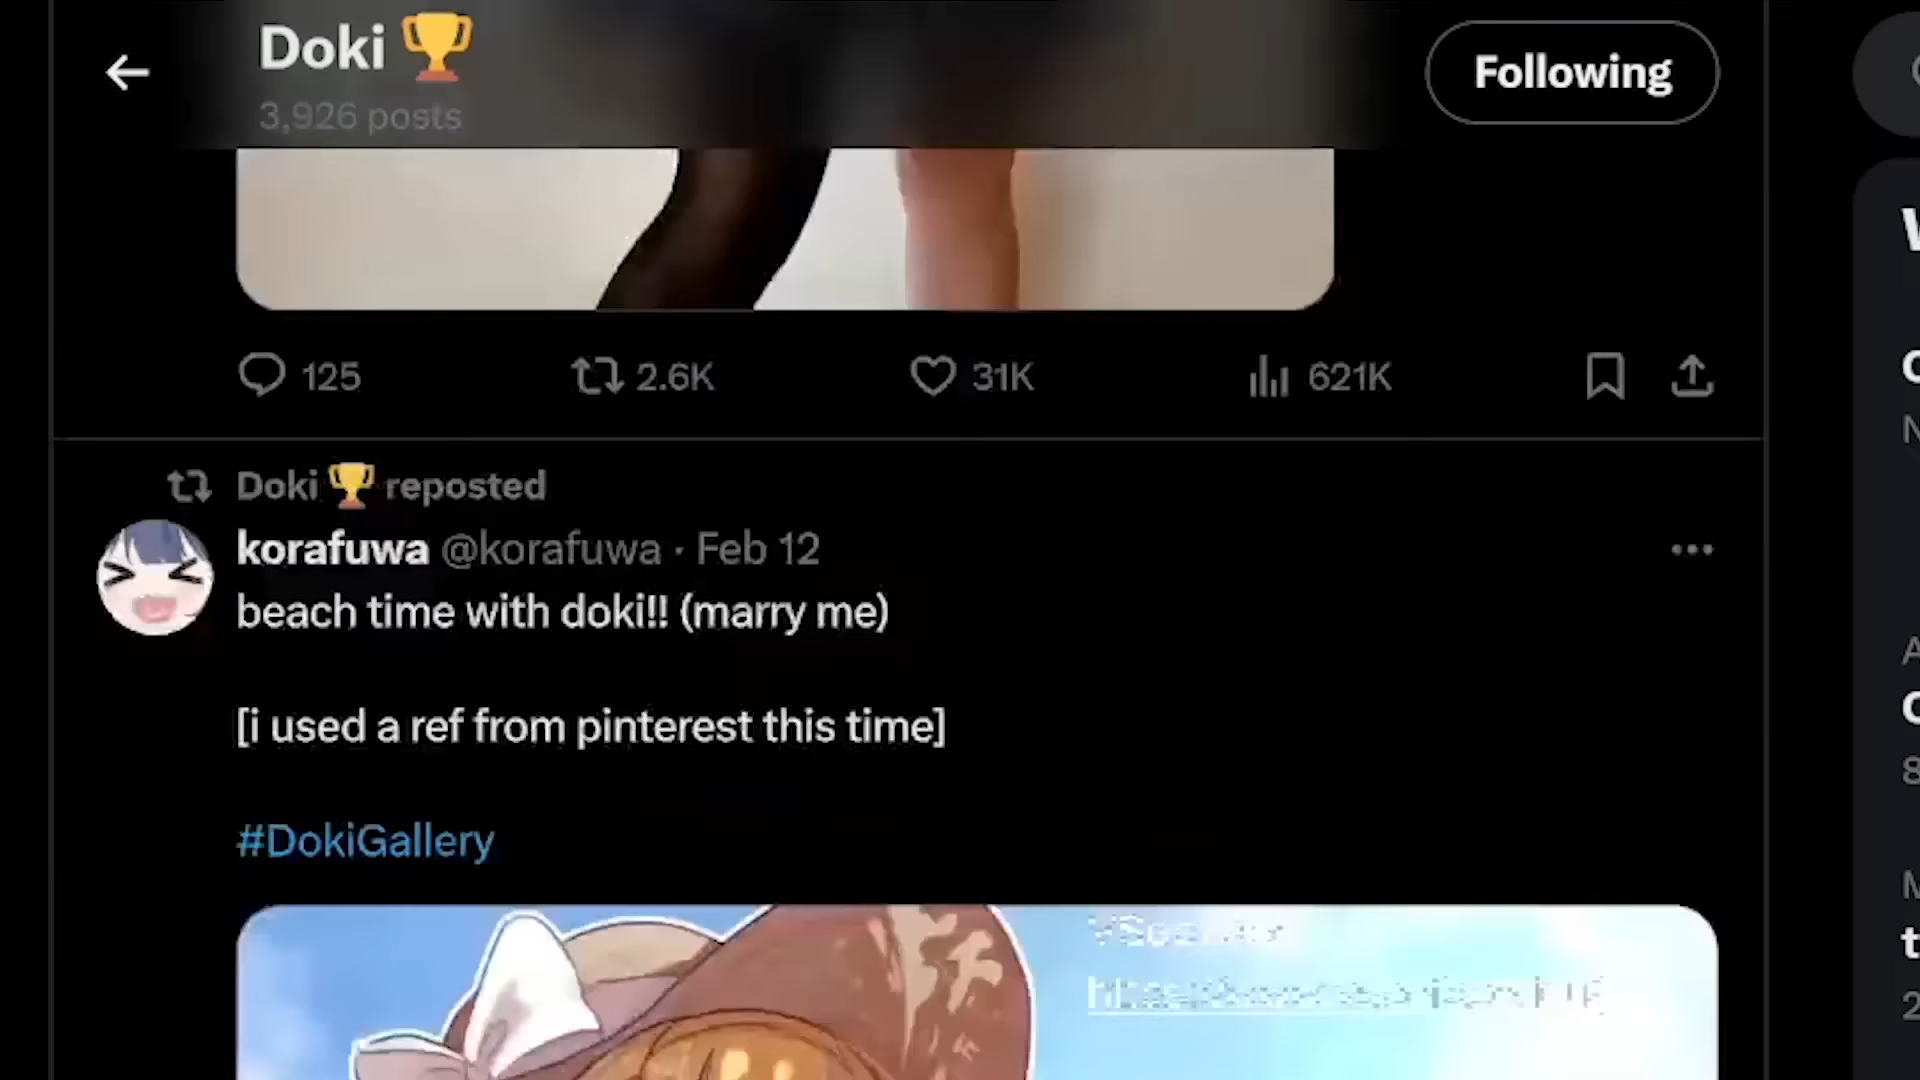 Doki 🏆
3,926 posts
Following
125 2.6K 31K 621K
Doki 🏆 reposted
korafuwa @korafuwa · Feb 12
beach time with doki!! (marry me)
[i used a ref from pinterest this time]
#DokiGallery